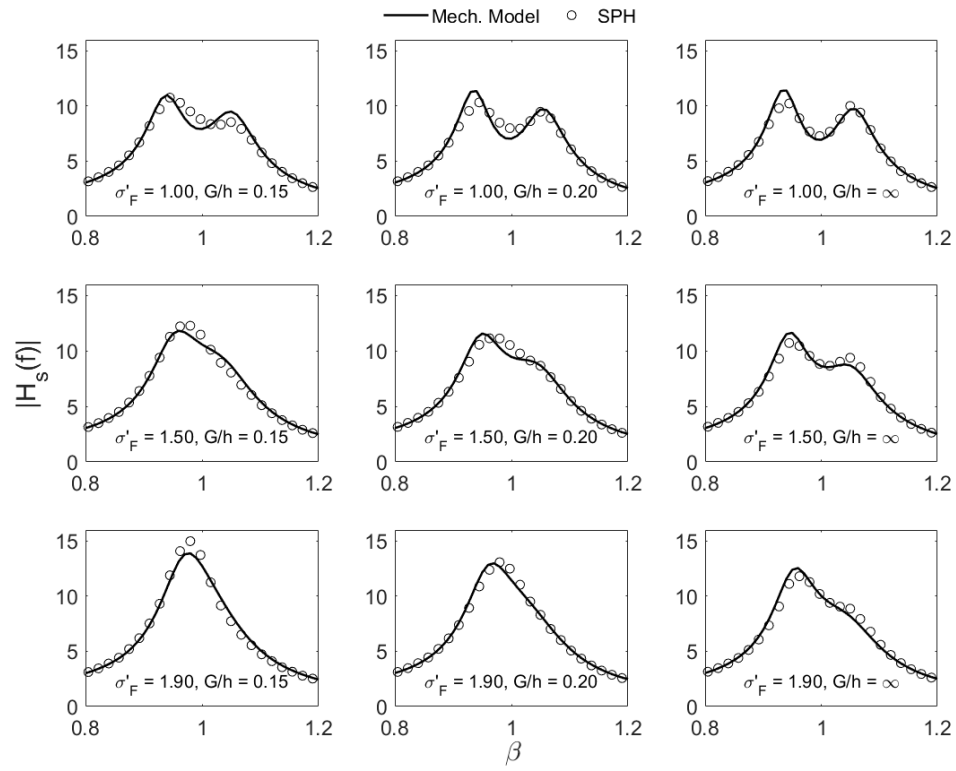 Mech. Model SPH
15
10
5
0
0.8 1 1.2
σ'F = 1.00, G/h = 0.15
15
10
5
0
0.8 1 1.2
σ'F = 1.00, G/h = 0.20
15
10
5
0
0.8 1 1.2
σ'F = 1.00, G/h = ∞
15
10
5
0
0.8 1 1.2
σ'F = 1.50, G/h = 0.15
15
10
5
0
0.8 1 1.2
σ'F = 1.50, G/h = 0.20
15
10
5
0
0.8 1 1.2
σ'F = 1.50, G/h = ∞
|Hs(f)|
15
10
5
0
0.8 1 1.2
σ'F = 1.90, G/h = 0.15
15
10
5
0
0.8 1 1.2
σ'F = 1.90, G/h = 0.20
15
10
5
0
0.8 1 1.2
σ'F = 1.90, G/h = ∞
β